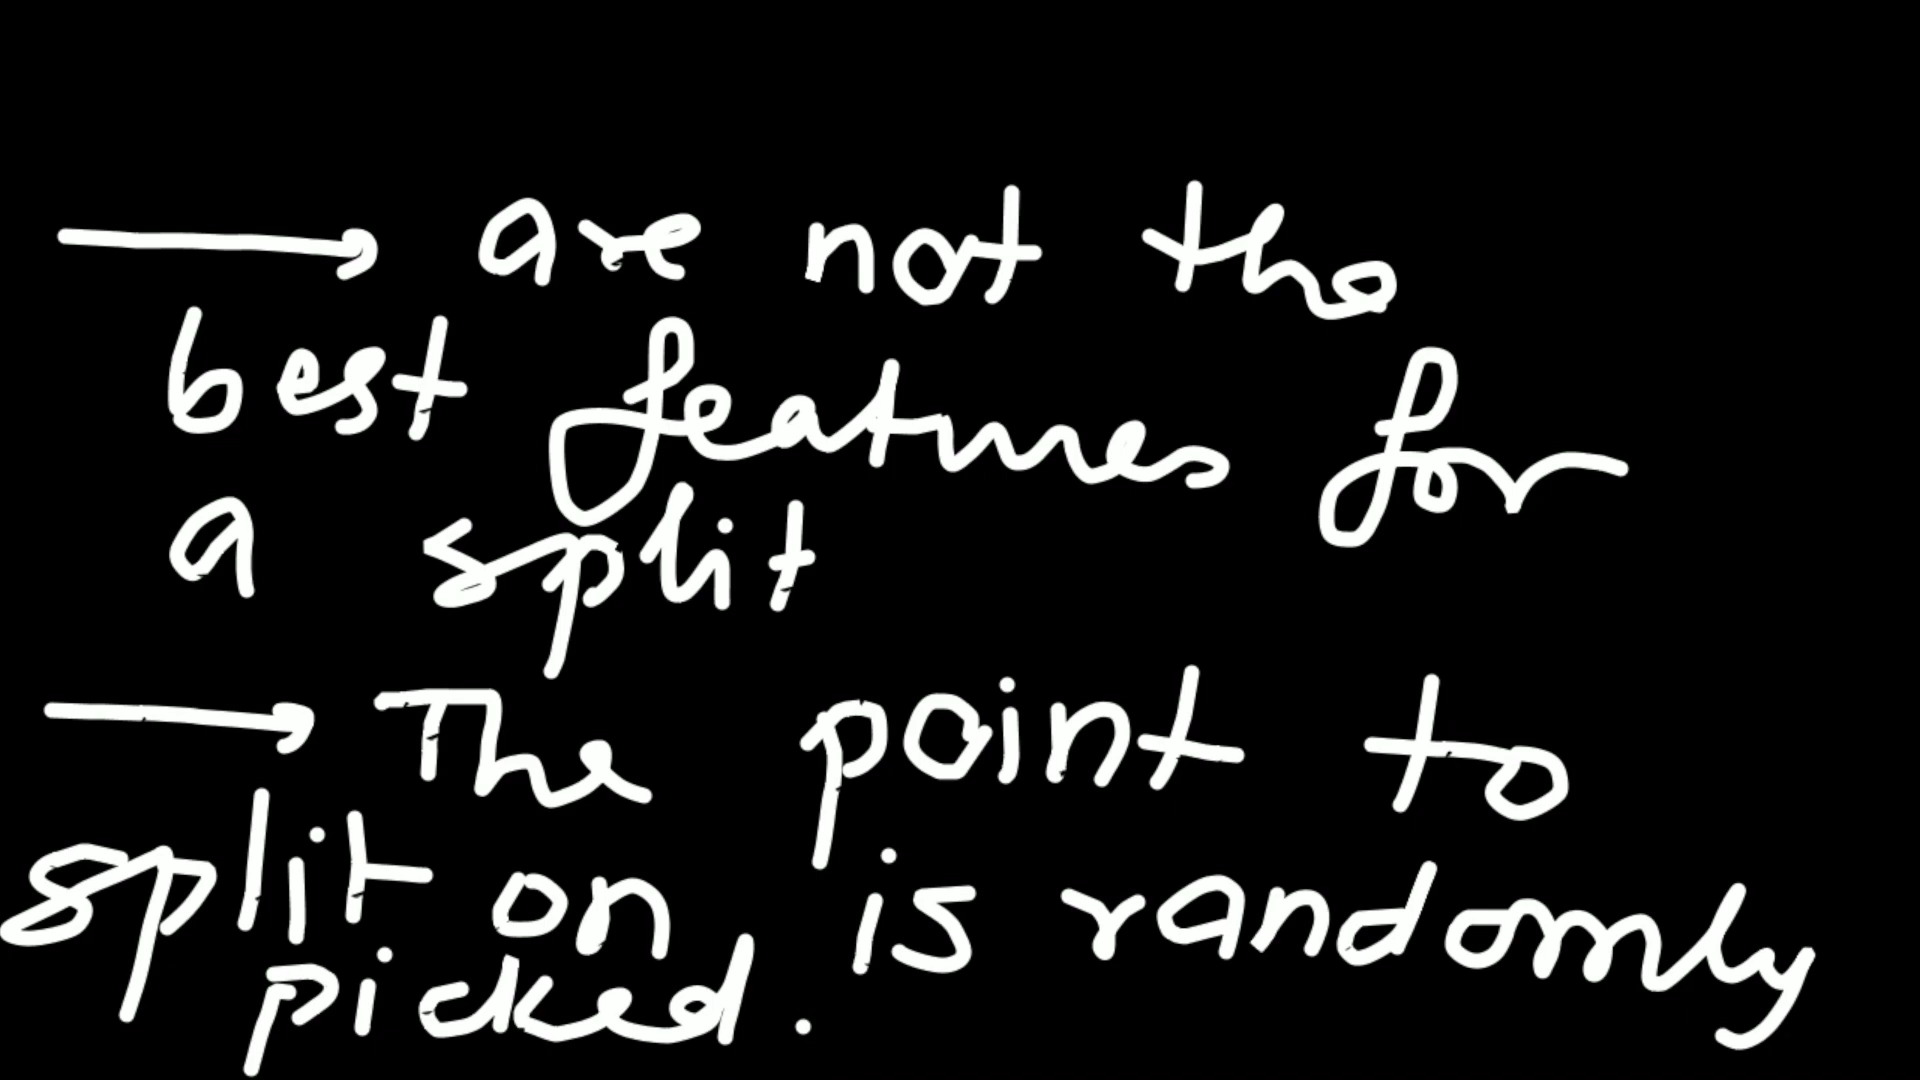 → are not the
best features for
a split
→ The point to
split on is randomly
picked.